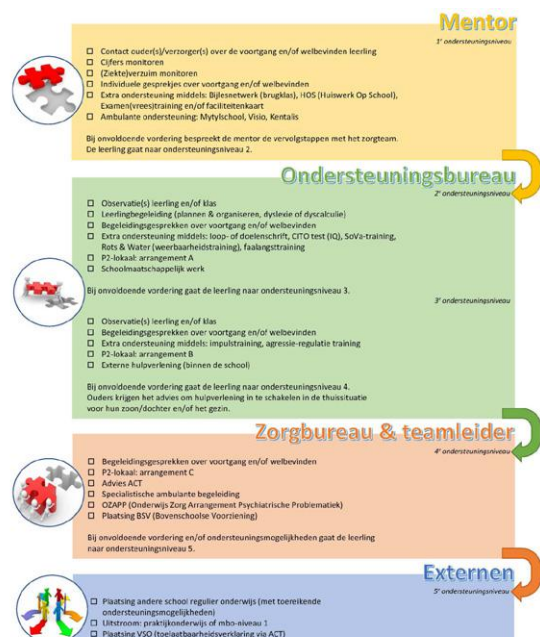 Mentor
1e ondersteuningsniveau
☐ Contact ouder(s)/verzorger(s) over de voortgang en/of welbevinden leerling
☐ Cijfers monitoren
☐ (Ziekte)verzuim monitoren
☐ Individuele gesprekjes over voortgang en/of welbevinden
☐ Extra ondersteuning middels: Bijlesnetwerk (brugklas), HOS (Huiswerk Op School),
Examen(vrees)training en/of faciliteitenkaart
☐ Ambulante ondersteuning: Mytylschool, Visio, Kentalis
Bij onvoldoende vordering bespreekt de mentor de vervolgstappen met het zorgteam.
De leerling gaat naar ondersteuningsniveau 2.
Ondersteuningsbureau
2e ondersteuningsniveau
☐ Observatie(s) leerling en/of klas
☐ Leerlingbegeleiding (plannen & organiseren, dyslexie of dyscalculie)
☐ Begeleidingsgesprekken over voortgang en/of welbevinden
☐ Extra ondersteuning middels: loop- of doelenschrift, CITO test (IQ), SoVa-training,
Rots & Water (weerbaarheidstraining), faalangsttraining
☐ P2-lokaal: arrangement A
☐ Schoolmaatschappelijk werk
Bij onvoldoende vordering gaat de leerling naar ondersteuningsniveau 3.
3e ondersteuningsniveau
☐ Observatie(s) leerling en/of klas
☐ Begeleidingsgesprekken over voortgang en/of welbevinden
☐ Extra ondersteuning middels: impulstraining, agressie-regulatie training
☐ P2-lokaal: arrangement B
☐ Externe hulpverlening (binnen de school)
Bij onvoldoende vordering gaat de leerling naar ondersteuningsniveau 4.
Ouders krijgen het advies om hulpverlening in te schakelen in de thuissituatie
voor hun zoon/dochter en/of het gezin.
Zorgbureau & teamleider
4e ondersteuningsniveau
☐ Begeleidingsgesprekken over voortgang en/of welbevinden
☐ P2-lokaal: arrangement C
☐ Advies ACT
☐ Specialistische ambulante begeleiding
☐ OZAPP (Onderwijs Zorg Arrangement Psychiatrische Problematiek)
☐ Plaatsing BSV (Bovenschoolse Voorziening)
Bij onvoldoende vordering en/of ondersteuningsmogelijkheden gaat de leerling
naar ondersteuningsniveau 5.
Externen
5e ondersteuningsniveau
☐ Plaatsing andere school regulier onderwijs (met toereikende
ondersteuningsmogelijkheden)
☐ Uitstroom: praktijkonderwijs of mbo-niveau 1
☐ Plaatsing VSO (toelaatbaarheidsverklaring via ACT)